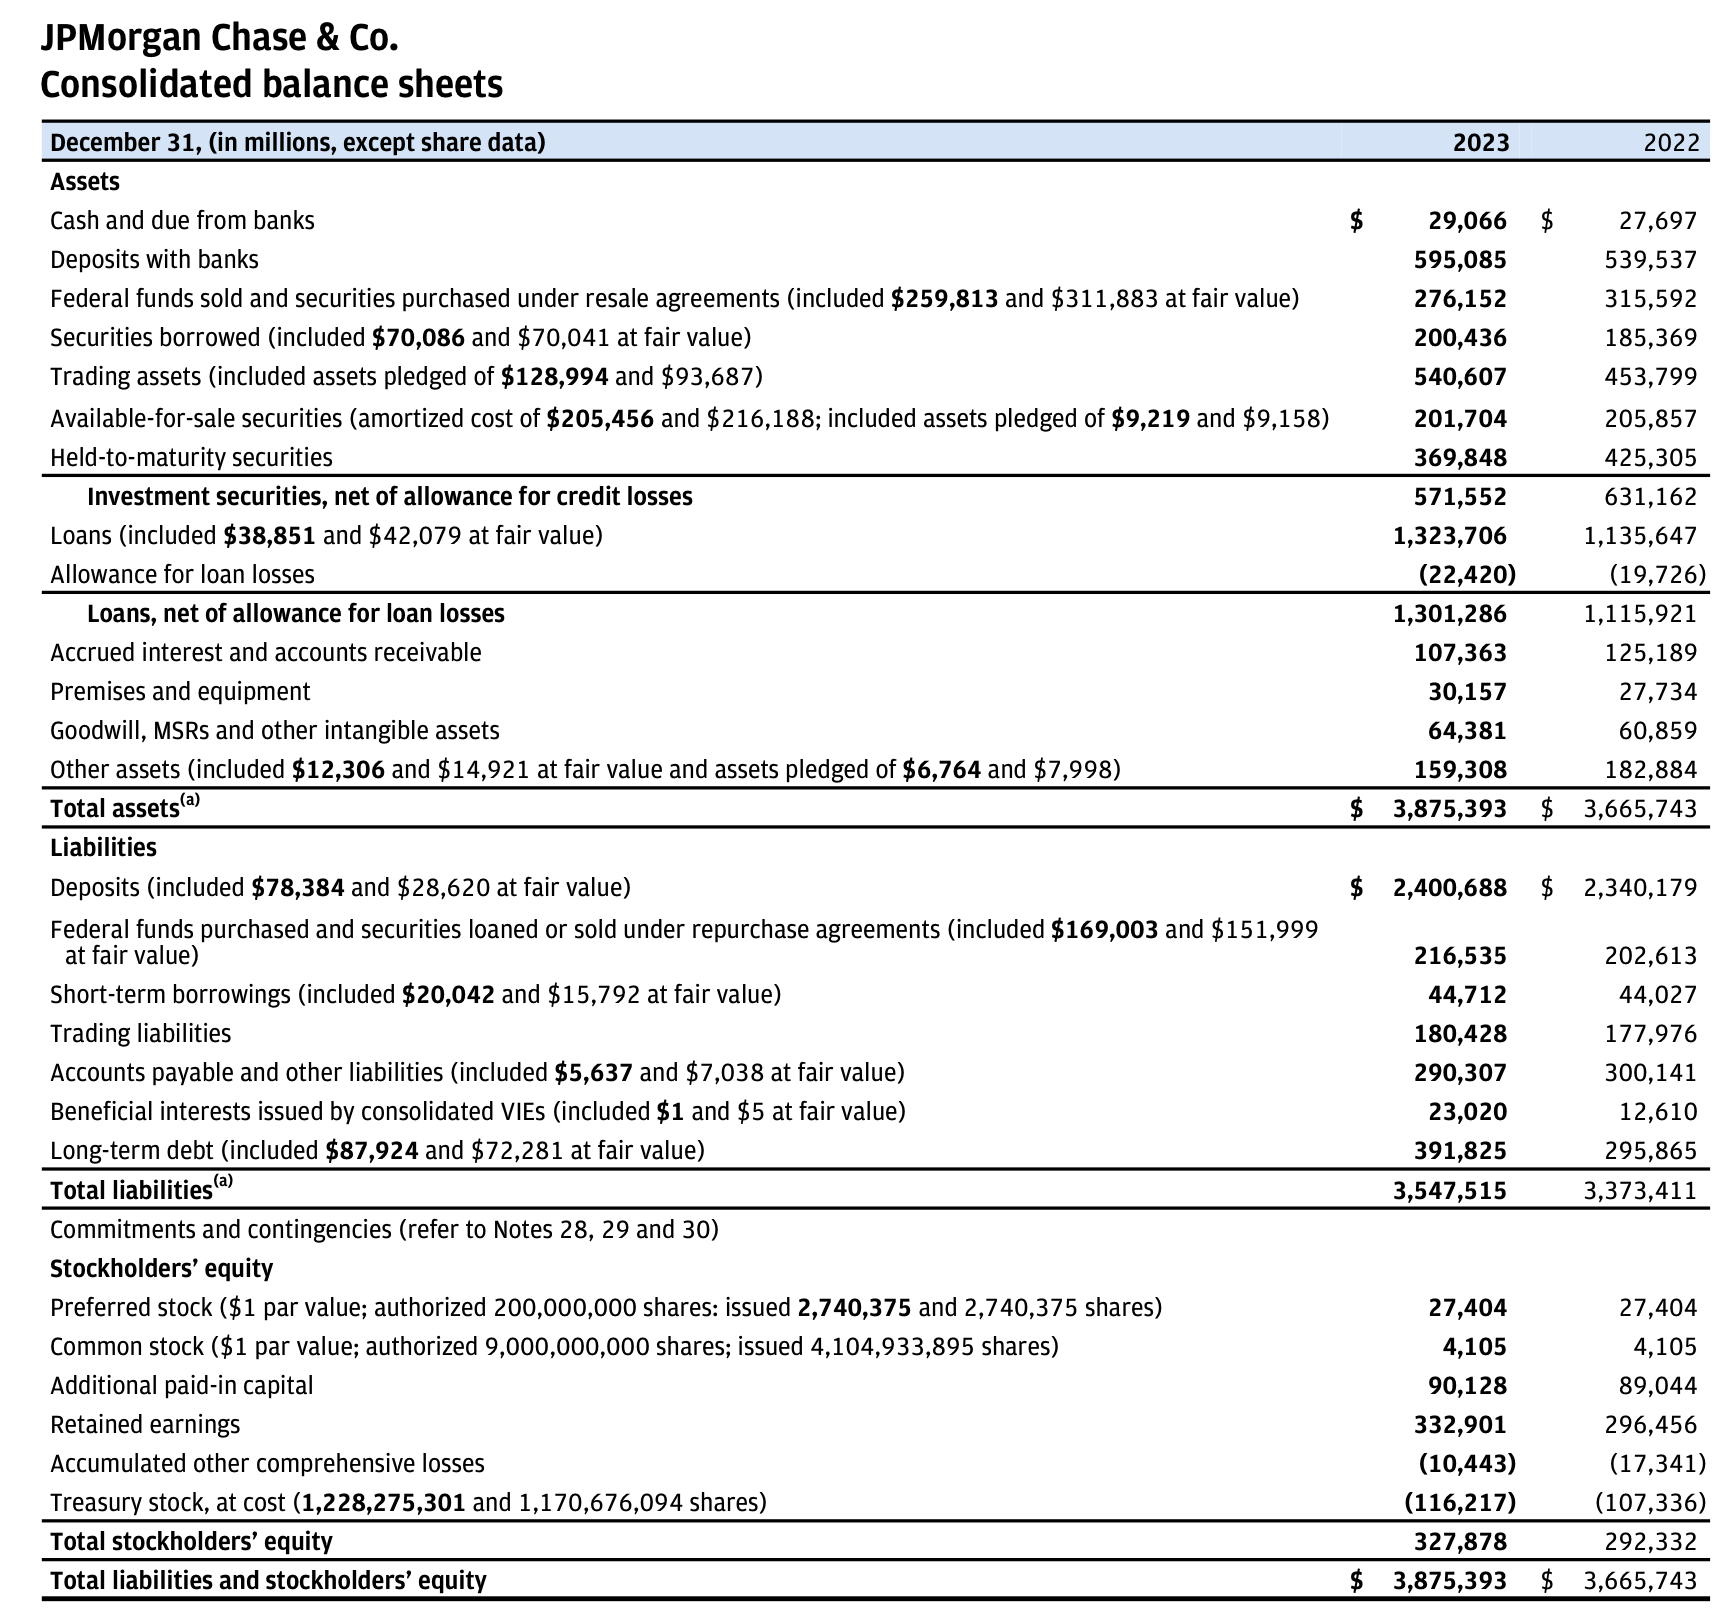 JPMorgan Chase & Co.
Consolidated balance sheets
December 31, (in millions, except share data) 2023 2022
Assets
Cash and due from banks $ 29,066 $ 27,697
Deposits with banks 595,085 539,537
Federal funds sold and securities purchased under resale agreements (included $259,813 and $311,883 at fair value) 276,152 315,592
Securities borrowed (included $70,086 and $70,041 at fair value) 200,436 185,369
Trading assets (included assets pledged of $128,994 and $93,687) 540,607 453,799
Available-for-sale securities (amortized cost of $205,456 and $216,188; included assets pledged of $9,219 and $9,158) 201,704 205,857
Held-to-maturity securities 369,848 425,305
Investment securities, net of allowance for credit losses 571,552 631,162
Loans (included $38,851 and $42,079 at fair value) 1,323,706 1,135,647
Allowance for loan losses (22,420) (19,726)
Loans, net of allowance for loan losses 1,301,286 1,115,921
Accrued interest and accounts receivable 107,363 125,189
Premises and equipment 30,157 27,734
Goodwill, MSRs and other intangible assets 64,381 60,859
Other assets (included $12,306 and $14,921 at fair value and assets pledged of $6,764 and $7,998) 159,308 182,884
Total assets(a) $ 3,875,393 $ 3,665,743
Liabilities
Deposits (included $78,384 and $28,620 at fair value) $ 2,400,688 $ 2,340,179
Federal funds purchased and securities loaned or sold under repurchase agreements (included $169,003 and $151,999
at fair value) 216,535 202,613
Short-term borrowings (included $20,042 and $15,792 at fair value) 44,712 44,027
Trading liabilities 180,428 177,976
Accounts payable and other liabilities (included $5,637 and $7,038 at fair value) 290,307 300,141
Beneficial interests issued by consolidated VIEs (included $1 and $5 at fair value) 23,020 12,610
Long-term debt (included $87,924 and $72,281 at fair value) 391,825 295,865
Total liabilities(a) 3,547,515 3,373,411
Commitments and contingencies (refer to Notes 28, 29 and 30)
Stockholders’ equity
Preferred stock ($1 par value; authorized 200,000,000 shares: issued 2,740,375 and 2,740,375 shares) 27,404 27,404
Common stock ($1 par value; authorized 9,000,000,000 shares; issued 4,104,933,895 shares) 4,105 4,105
Additional paid-in capital 90,128 89,044
Retained earnings 332,901 296,456
Accumulated other comprehensive losses (10,443) (17,341)
Treasury stock, at cost (1,228,275,301 and 1,170,676,094 shares) (116,217) (107,336)
Total stockholders’ equity 327,878 292,332
Total liabilities and stockholders’ equity $ 3,875,393 $ 3,665,743